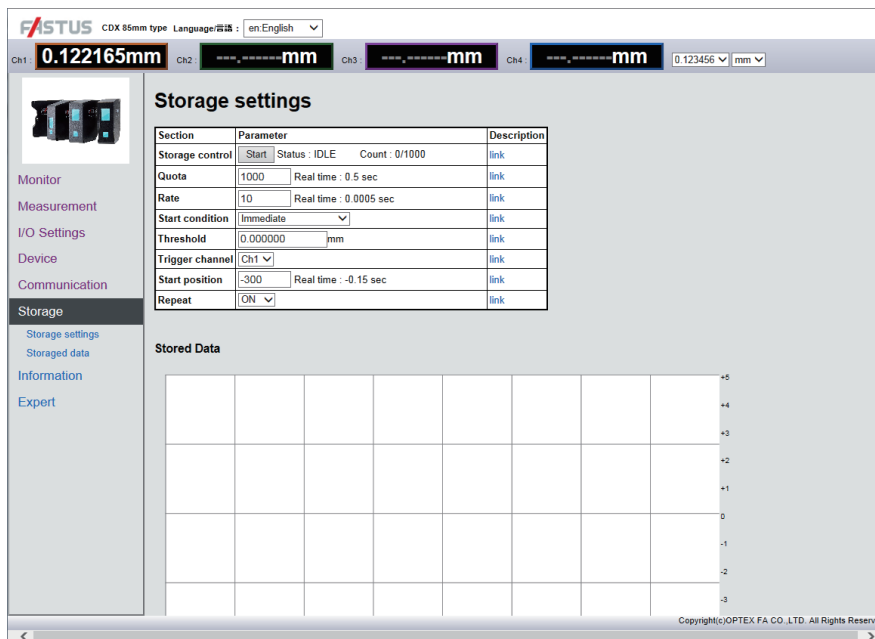 FASTUS CDX 85mm type Language/言語 : en:English
Ch1 : 0.122165mm Ch2 : ---.------mm Ch3 : ---.------mm Ch4 : ---.------mm 0.123456 mm
Storage settings
Section Parameter Description
Storage control Start Status : IDLE Count : 0/1000 link
Quota 1000 Real time : 0.5 sec link
Rate 10 Real time : 0.0005 sec link
Start condition Immediate link
Threshold 0.000000 mm link
Trigger channel Ch1 link
Start position -300 Real time : -0.15 sec link
Repeat ON link
Monitor
Measurement
I/O Settings
Device
Communication
Storage
Storage settings
Storaged data
Information
Expert
Stored Data
+5
+4
+3
+2
+1
0
-1
-2
-3
Copyright(c)OPTEX FA CO.,LTD. All Rights Reserv